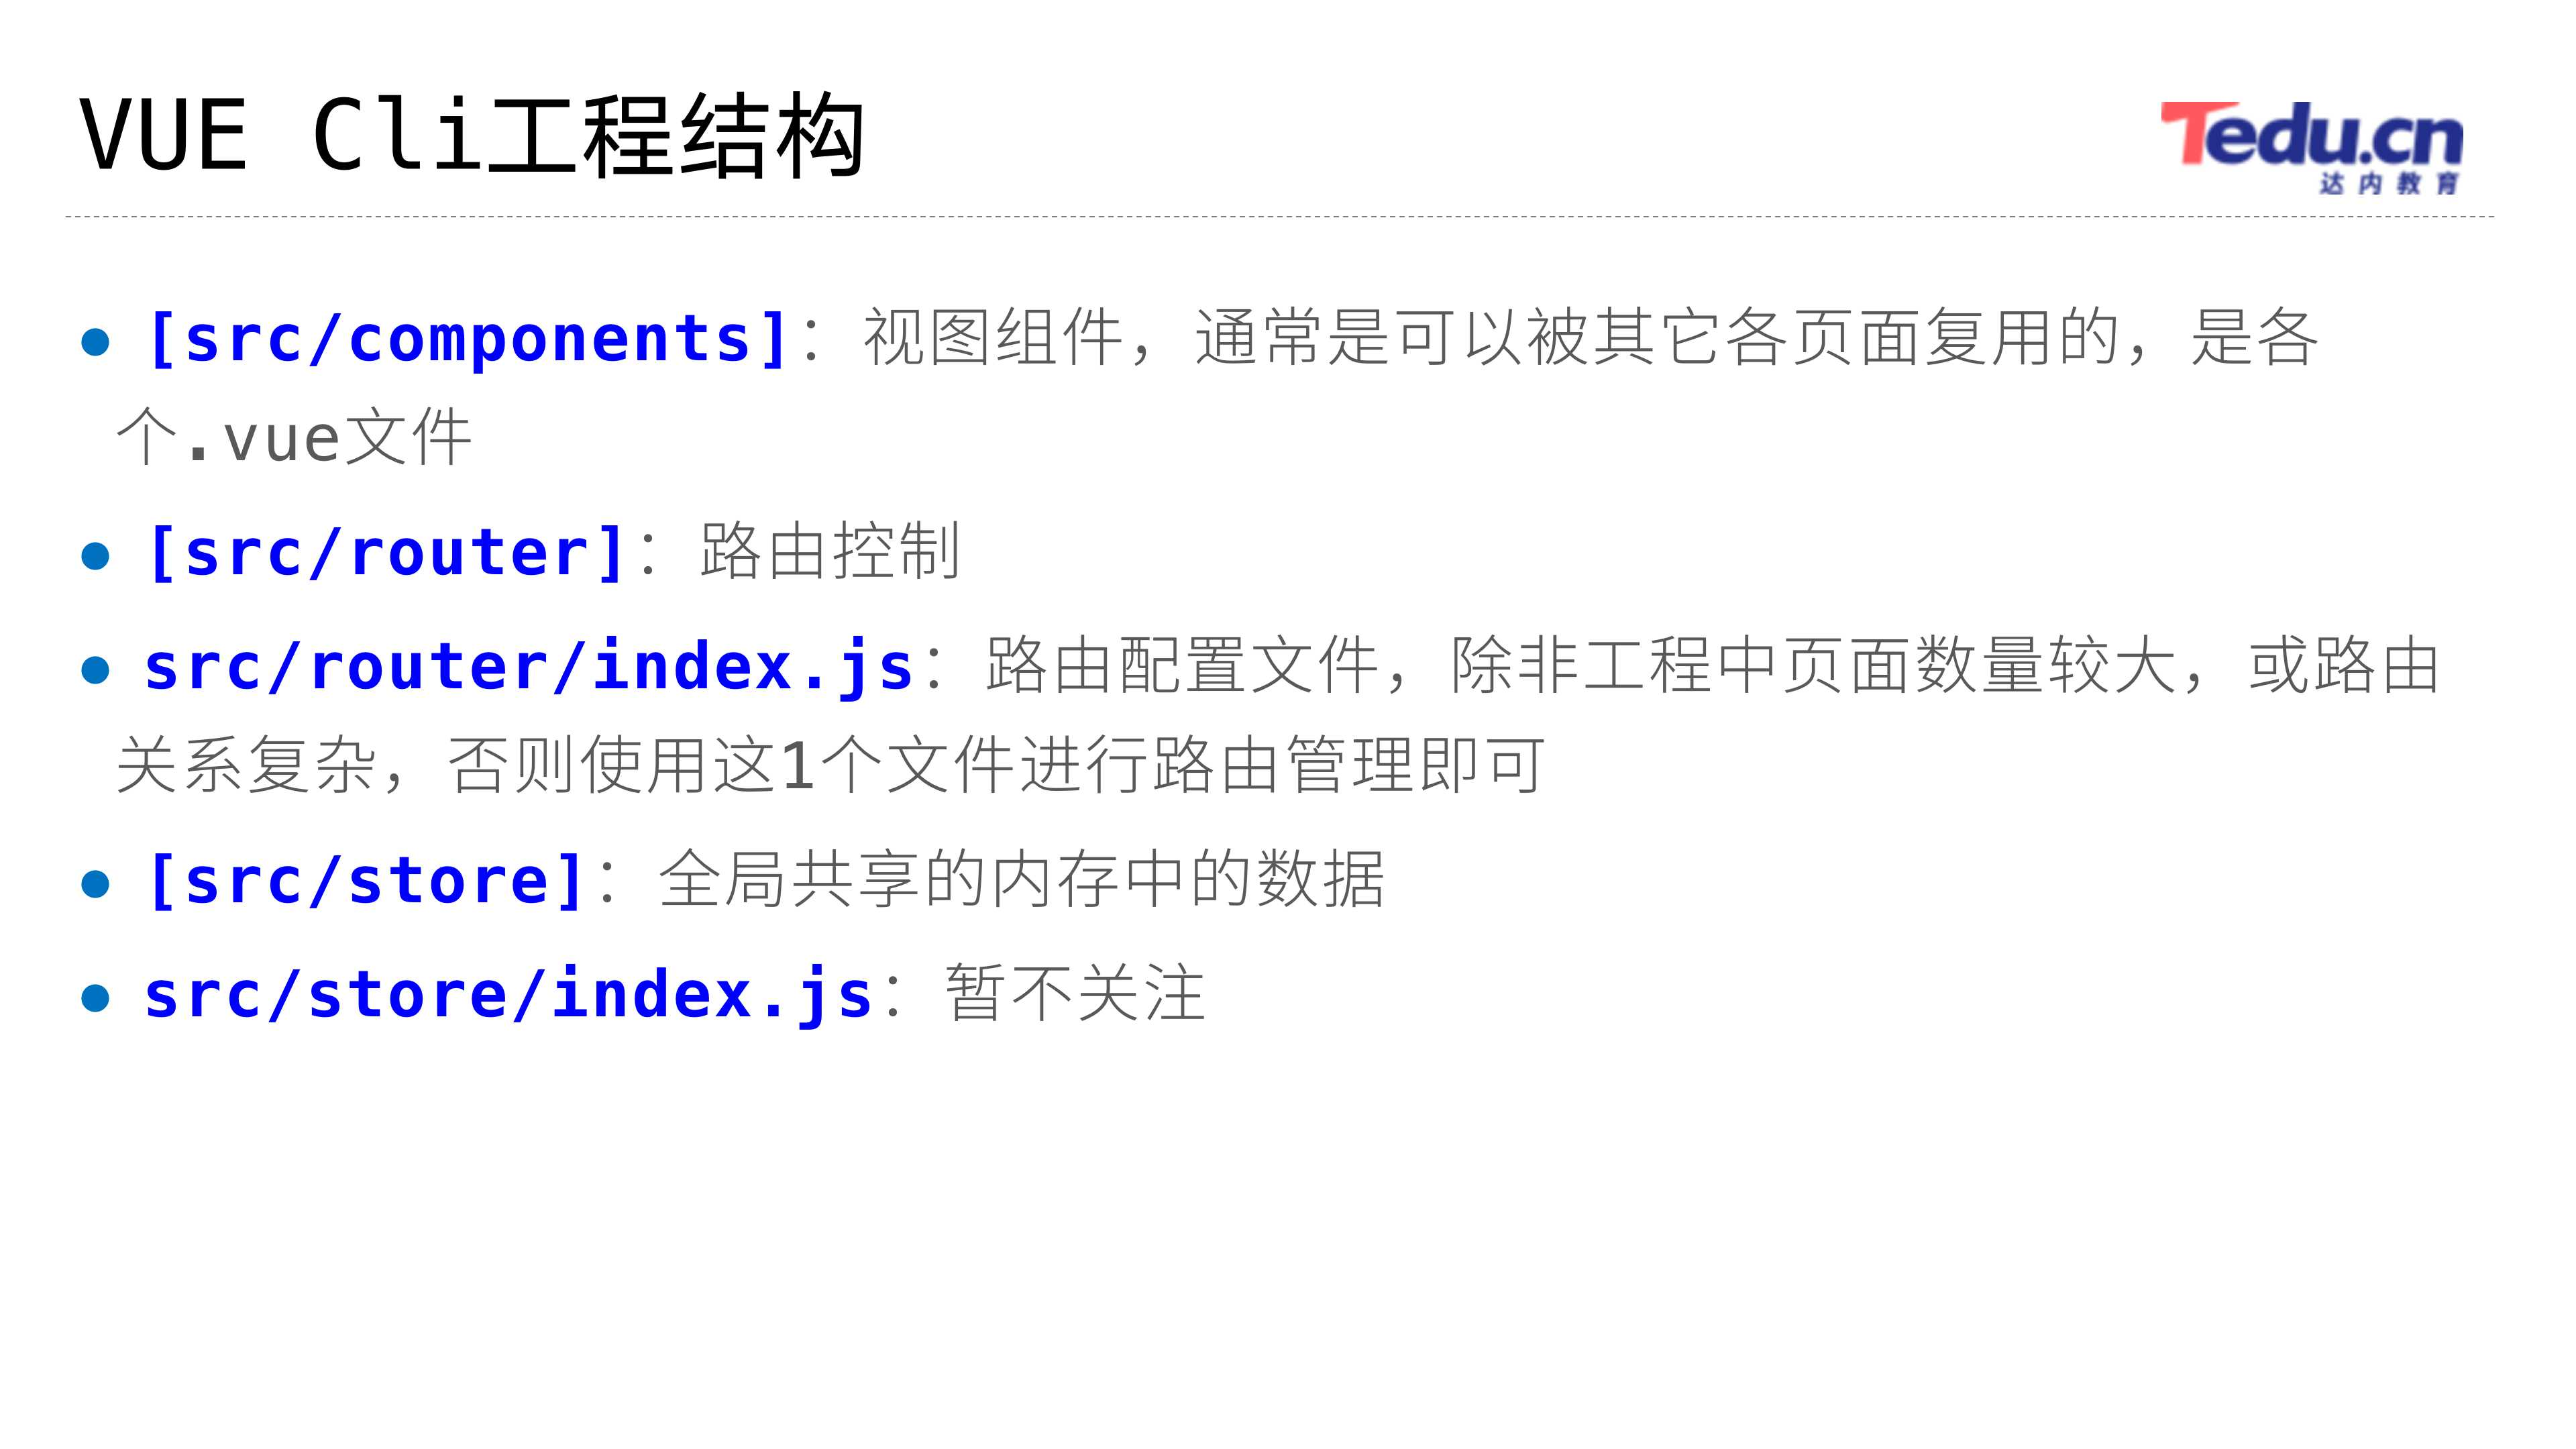 VUE Cli工程结构
Tedu.cn
达内教育
● [src/components]：视图组件，通常是可以被其它各页面复用的，是各
个.vue文件
● [src/router]：路由控制
● src/router/index.js：路由配置文件，除非工程中页面数量较大，或路由
关系复杂，否则使用这1个文件进行路由管理即可
● [src/store]：全局共享的内存中的数据
● src/store/index.js：暂不关注